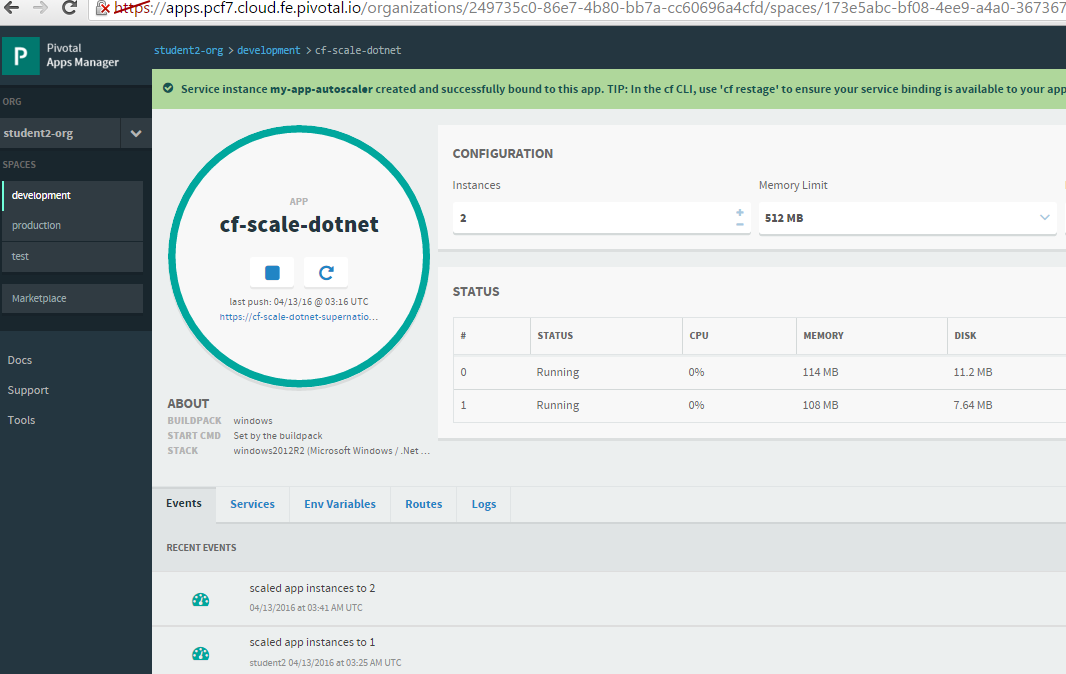 https://apps.pcf7.cloud.fe.pivotal.io/organizations/249735c0-86e7-4b80-bb7a-cc60696a4cfd/spaces/173e5abc-bf08-4ee9-a4a0-367367
P
Pivotal
Apps Manager
student2-org > development > cf-scale-dotnet
Service instance my-app-autoscaler created and successfully bound to this app. TIP: In the cf CLI, use 'cf restage' to ensure your service binding is available to your app
ORG
student2-org
SPACES
development
production
test
Marketplace
Docs
Support
Tools
APP
cf-scale-dotnet
last push: 04/13/16 @ 03:16 UTC
https://cf-scale-dotnet-supernatio...
ABOUT
BUILDPACK windows
START CMD Set by the buildpack
STACK windows2012R2 (Microsoft Windows / .Net ...
CONFIGURATION
Instances Memory Limit
2 512 MB
STATUS
# STATUS CPU MEMORY DISK
0 Running 0% 114 MB 11.2 MB
1 Running 0% 108 MB 7.64 MB
Events Services Env Variables Routes Logs
RECENT EVENTS
scaled app instances to 2
04/13/2016 at 03:41 AM UTC
scaled app instances to 1
student2 04/13/2016 at 03:25 AM UTC